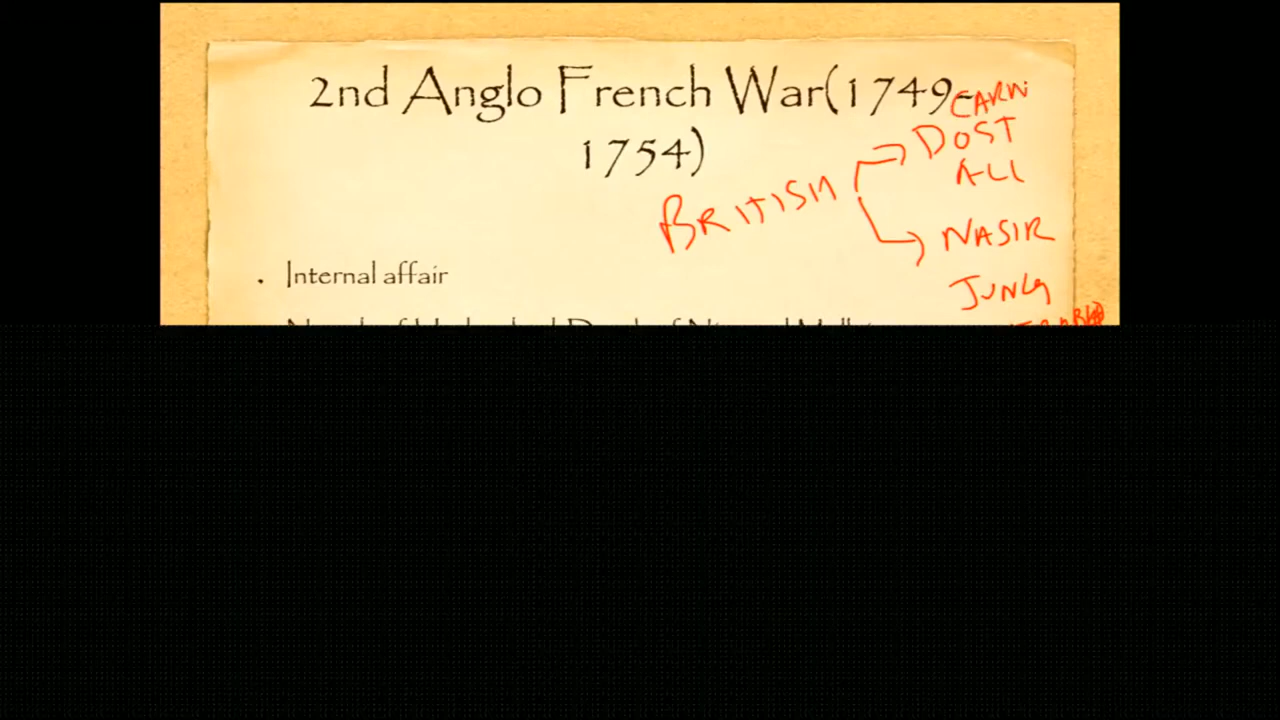 2nd Anglo French War(1749-
1754)
CARN
DOST
ALI
BRITISH
NASIR
JUNG
. Internal affair